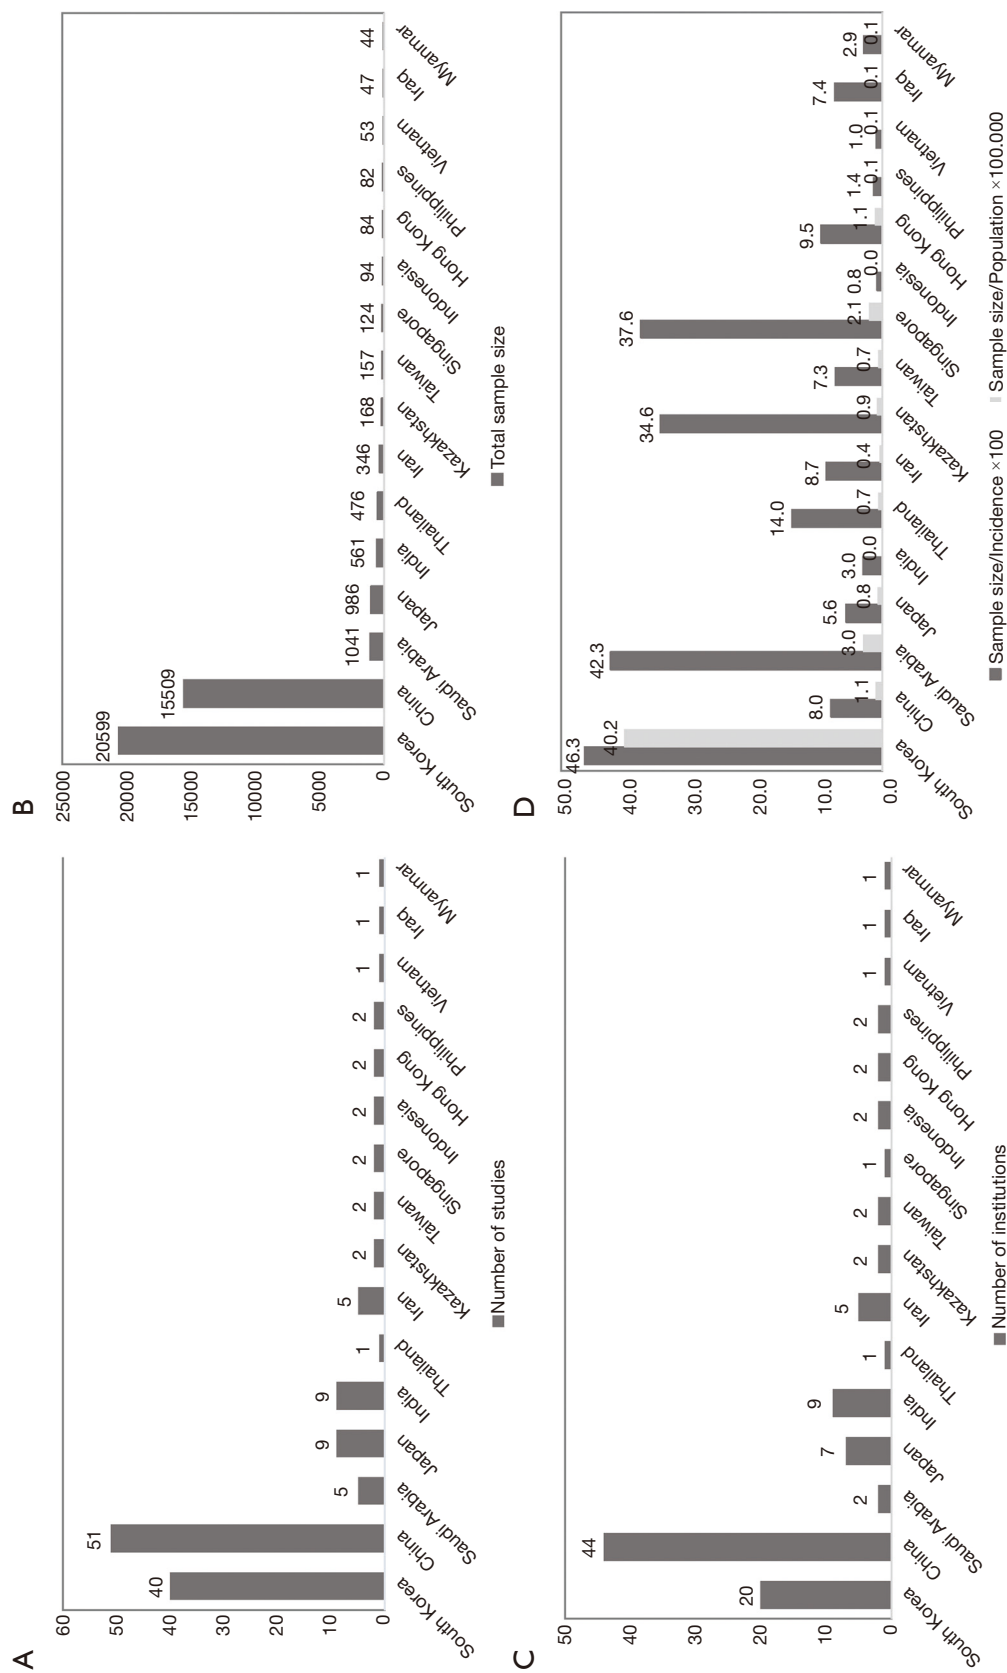 A
60
50
40
30
20
10
0
40
51
5
9
9
1
5
2
2
2
2
2
2
1
1
1
South Korea
China
Saudi Arabia
Japan
India
Thailand
Iran
Kazakhstan
Taiwan
Singapore
Indonesia
Hong Kong
Philippines
Vietnam
Iraq
Myanmar
Number of studies
B
25000
20000
15000
10000
5000
0
20599
15509
1041
986
561
476
346
168
157
124
94
84
82
53
47
44
South Korea
China
Saudi Arabia
Japan
India
Thailand
Iran
Kazakhstan
Taiwan
Singapore
Indonesia
Hong Kong
Philippines
Vietnam
Iraq
Myanmar
Total sample size
C
50
40
30
20
10
0
20
44
2
7
9
1
5
2
2
1
2
2
2
1
1
1
South Korea
China
Saudi Arabia
Japan
India
Thailand
Iran
Kazakhstan
Taiwan
Singapore
Indonesia
Hong Kong
Philippines
Vietnam
Iraq
Myanmar
Number of institutions
D
50.0
40.0
30.0
20.0
10.0
0.0
46.3
40.2
8.0
1.1
42.3
3.0
5.6
0.8
3.0
0.0
14.0
0.7
8.7
0.4
34.6
0.9
7.3
0.7
37.6
2.1
0.8
0.0
9.5
1.1
1.4
0.1
1.0
0.1
7.4
0.1
2.9
0.1
South Korea
China
Saudi Arabia
Japan
India
Thailand
Iran
Kazakhstan
Taiwan
Singapore
Indonesia
Hong Kong
Philippines
Vietnam
Iraq
Myanmar
Sample size/Incidence ×100
Sample size/Population ×100.000